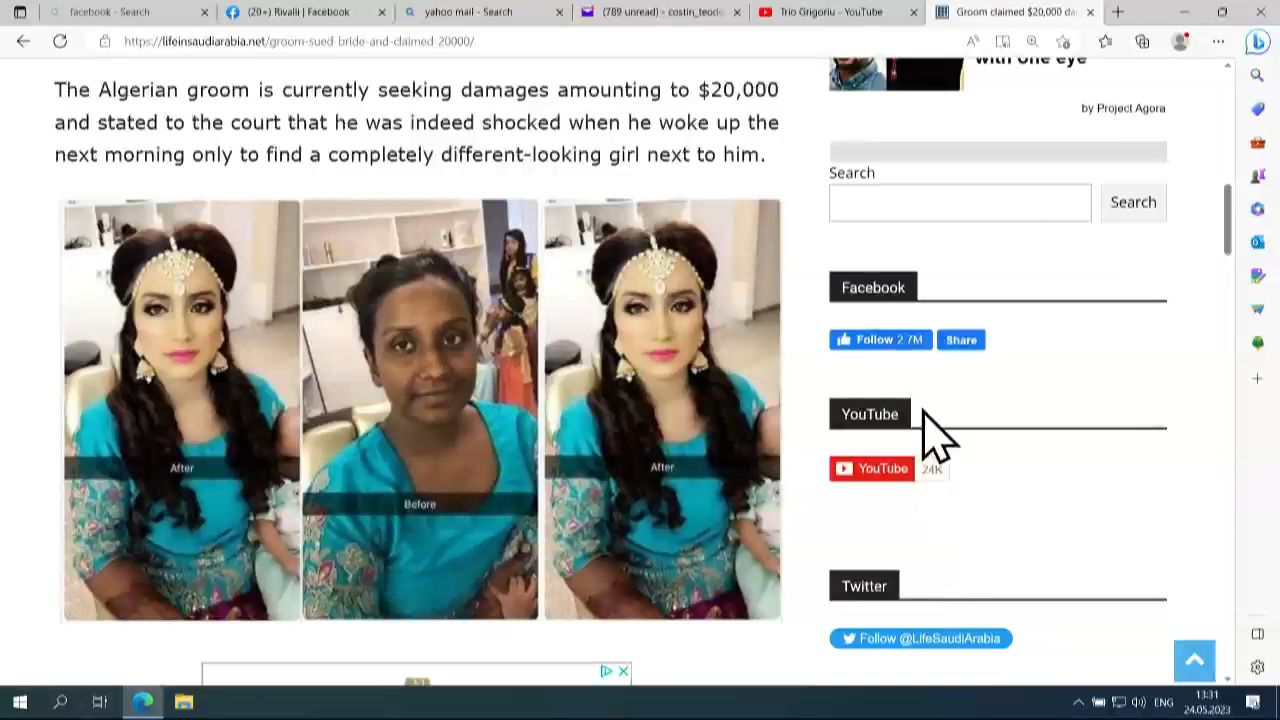 facebook - Search
(20+) Rivalli | Facebook
yahoo mail - Search
(789 unread) - costin_teode
Trio Grigoriu - YouTube
Groom claimed $20,000 da
https://lifeinsaudiarabia.net/groom-sued-bride-and-claimed-20000/
The Algerian groom is currently seeking damages amounting to $20,000
and stated to the court that he was indeed shocked when he woke up the
next morning only to find a completely different-looking girl next to him.
After
Before
After
with one eye
by Project Agora
Search
Search
Facebook
Follow 2.7M
Share
YouTube
YouTube
24K
Twitter
Follow @LifeSaudiArabia
ENG
13:31
24.05.2023